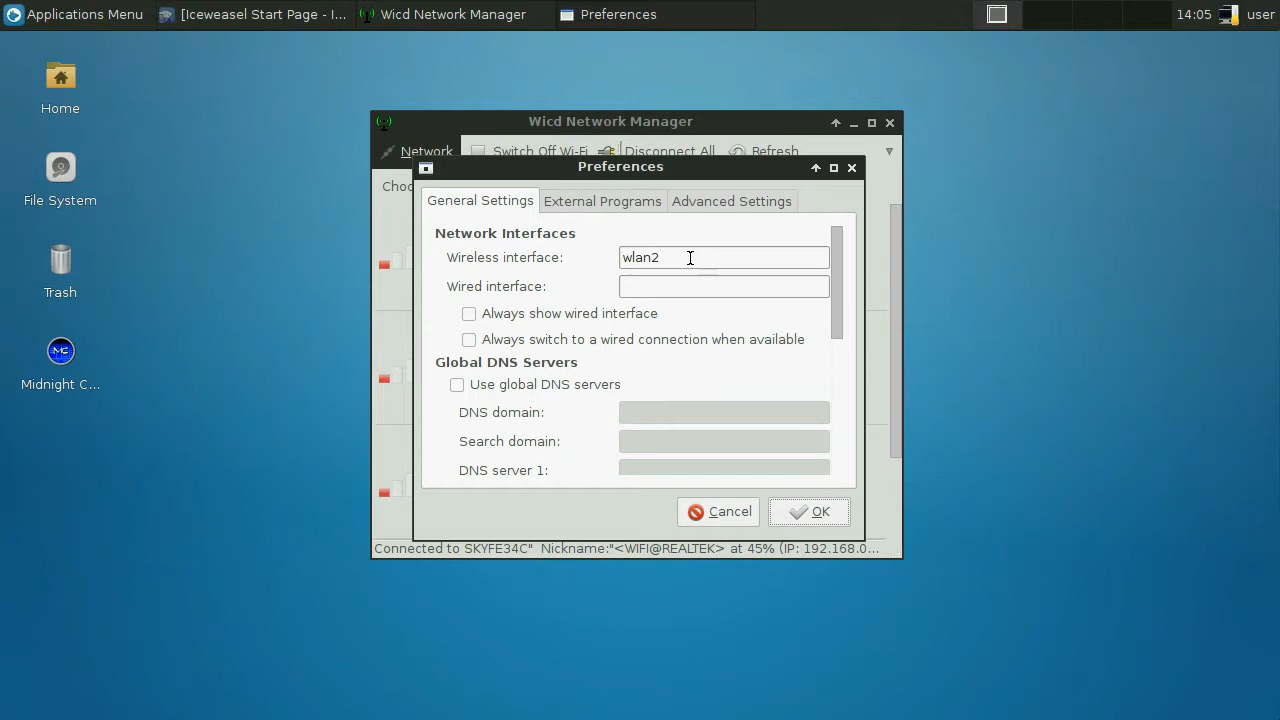 Applications Menu [Iceweasel Start Page - I... Wicd Network Manager Preferences 14:05 user
Home
File System
Trash
Midnight C...
Wicd Network Manager
Network Switch Off Wi-Fi Disconnect All Refresh
Choo
Preferences
General Settings External Programs Advanced Settings
Network Interfaces
Wireless interface: wlan2
Wired interface:
Always show wired interface
Always switch to a wired connection when available
Global DNS Servers
Use global DNS servers
DNS domain:
Search domain:
DNS server 1:
Cancel OK
Connected to SKYFE34C" Nickname:"<WIFI@REALTEK> at 45% (IP: 192.168.0...